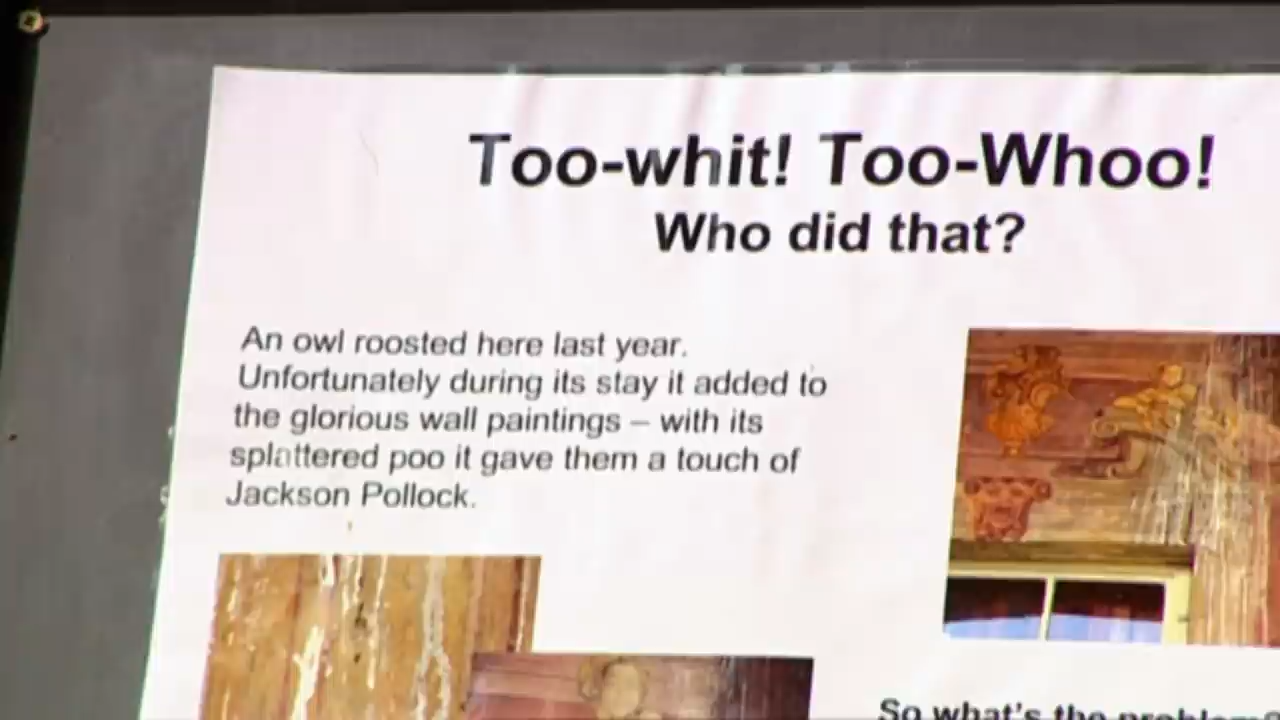 Too-whit! Too-Whoo!
Who did that?
An owl roosted here last year.
Unfortunately during its stay it added to
the glorious wall paintings – with its
splattered poo it gave them a touch of
Jackson Pollock.
So what's the problem?